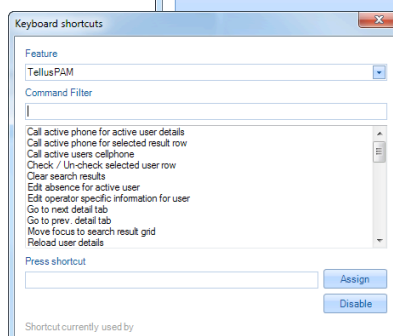 Keyboard shortcuts
Feature
TellusPAM
Command Filter
Call active phone for active user details
Call active phone for selected result row
Call active users cellphone
Check / Un-check selected user row
Clear search results
Edit absence for active user
Edit operator specific information for user
Go to next detail tab
Go to prev. detail tab
Move focus to search result grid
Reload user details
Press shortcut
Assign
Disable
Shortcut currently used by